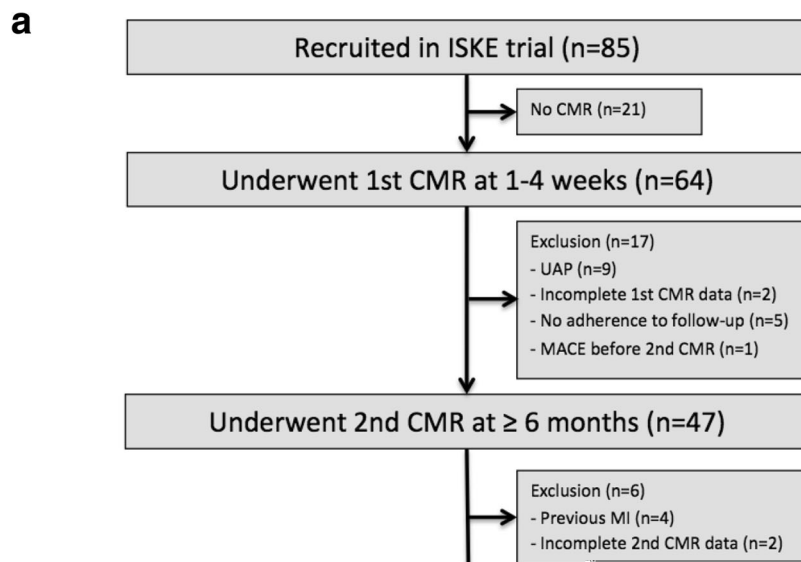 a
Recruited in ISKE trial (n=85)
No CMR (n=21)
Underwent 1st CMR at 1-4 weeks (n=64)
Exclusion (n=17)
- UAP (n=9)
- Incomplete 1st CMR data (n=2)
- No adherence to follow-up (n=5)
- MACE before 2nd CMR (n=1)
Underwent 2nd CMR at ≥ 6 months (n=47)
Exclusion (n=6)
- Previous MI (n=4)
- Incomplete 2nd CMR data (n=2)